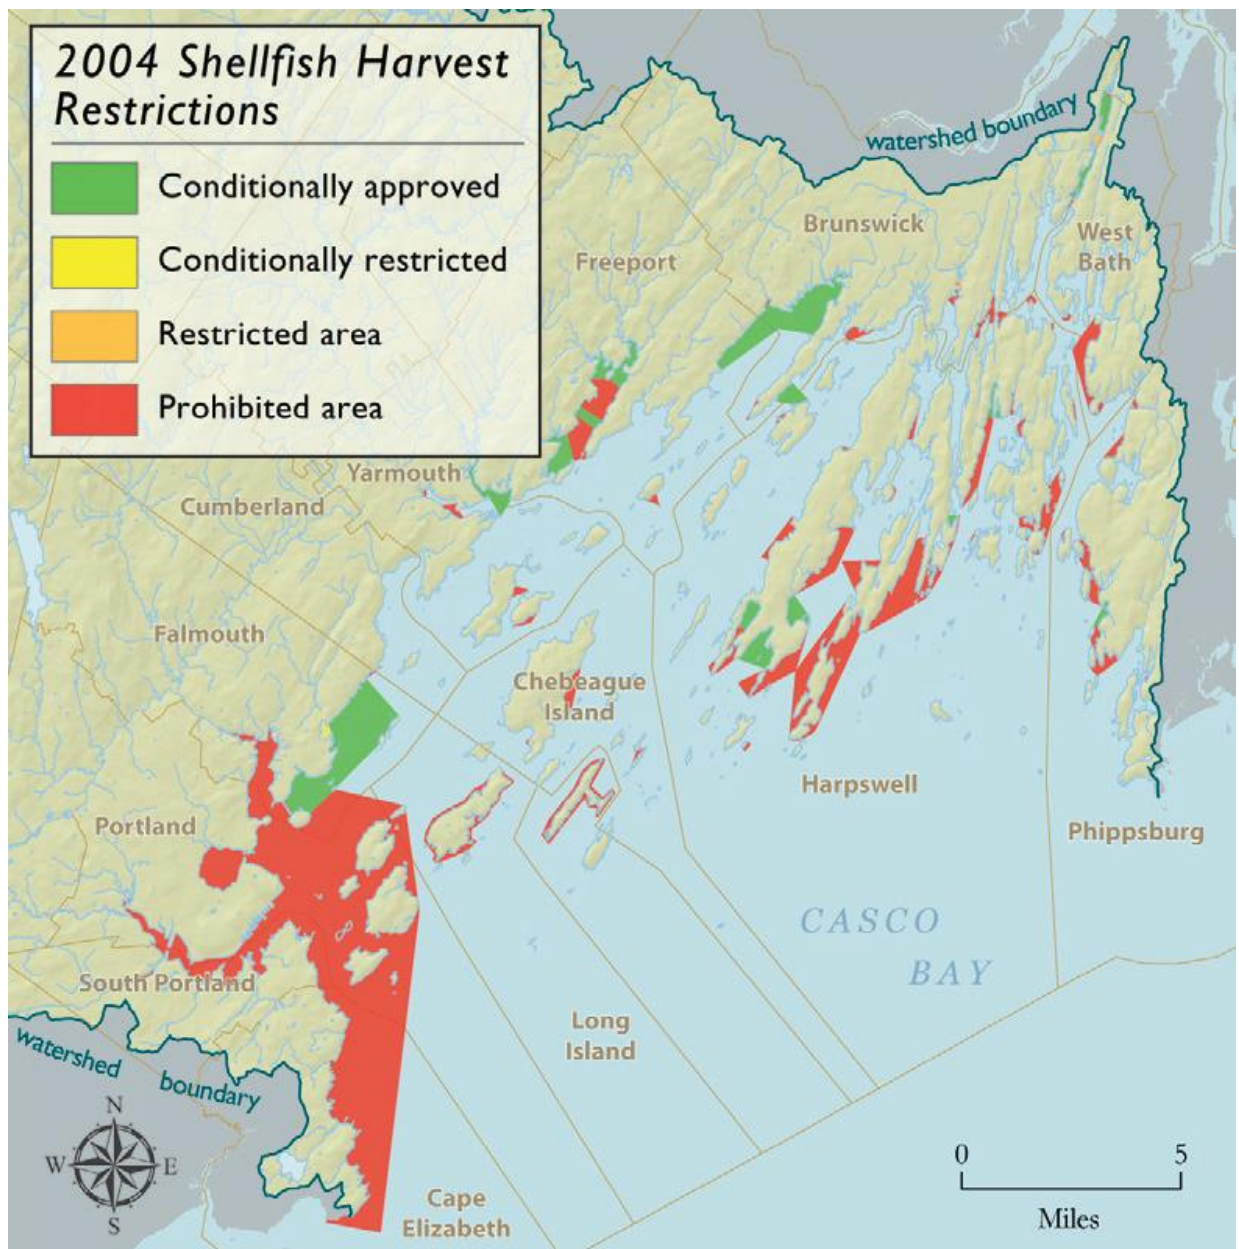 2004 Shellfish Harvest
Restrictions
Conditionally approved
Conditionally restricted
Restricted area
Prohibited area
watershed boundary
Brunswick
West
Bath
Freeport
Yarmouth
Cumberland
Falmouth
Chebeague
Island
Harpswell
Portland
Phippsburg
CASCO
BAY
South Portland
Long
Island
watershed boundary
N
W E
S
Cape
Elizabeth
0 5
Miles